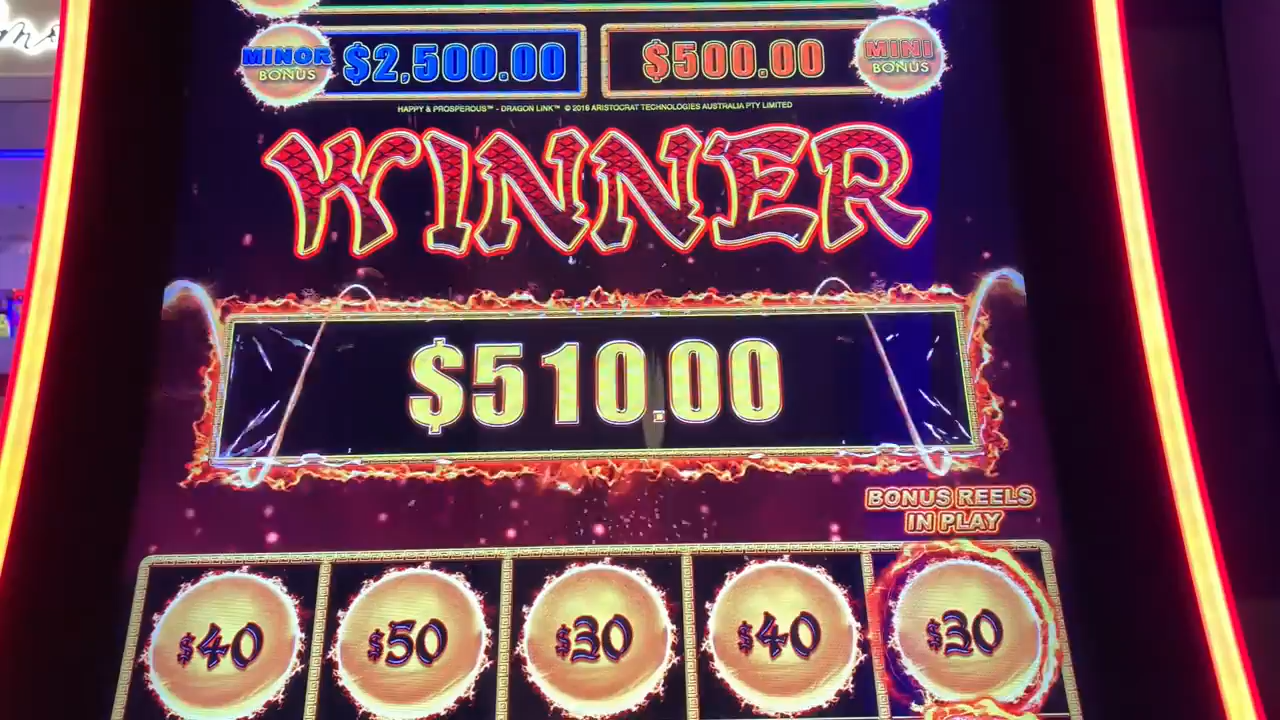 MINOR BONUS $2,500.00 $500.00 MINI BONUS
HAPPY & PROSPEROUS™ - DRAGON LINK™ © 2016 ARISTOCRAT TECHNOLOGIES AUSTRALIA PTY LIMITED
WINNER
$510.00
BONUS REELS
IN PLAY
$40 $50 $30 $40 $30